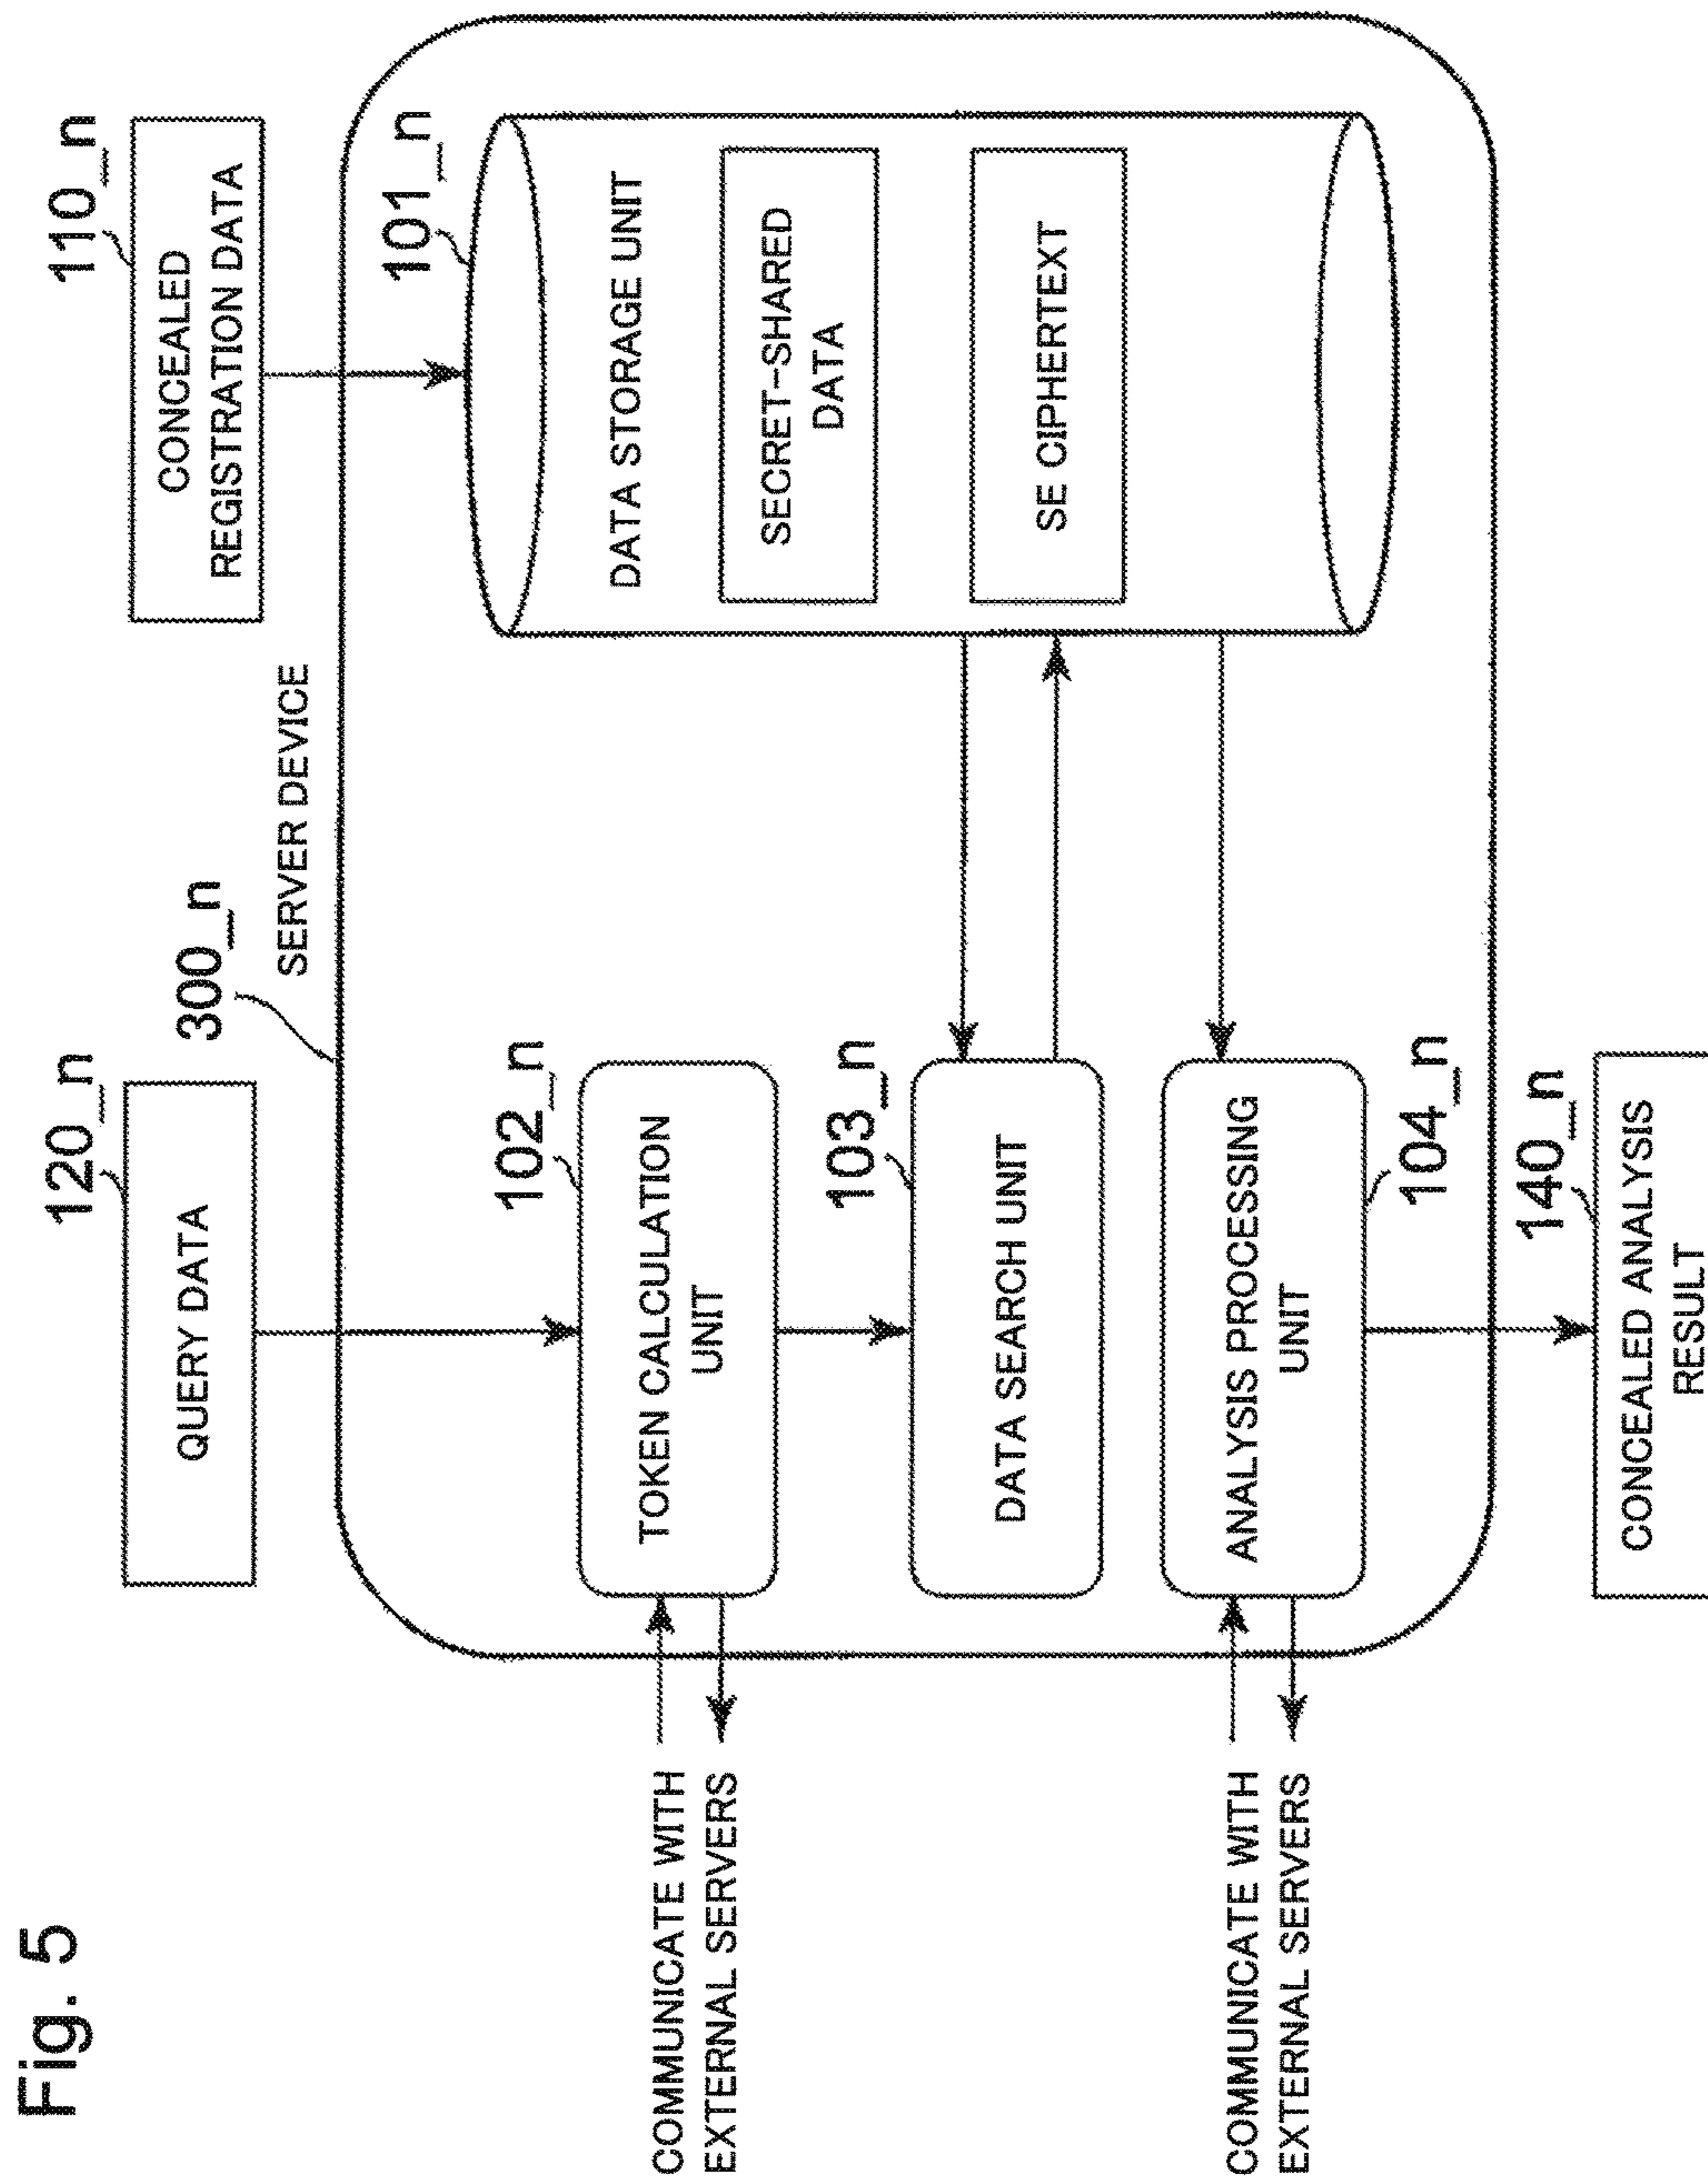 Fig. 5
120_n
QUERY DATA
110_n
CONCEALED
REGISTRATION DATA
300_n
SERVER DEVICE
101_n
DATA STORAGE UNIT
SECRET-SHARED
DATA
SE CIPHERTEXT
102_n
TOKEN CALCULATION
UNIT
COMMUNICATE WITH
EXTERNAL SERVERS
103_n
DATA SEARCH UNIT
ANALYSIS PROCESSING
UNIT
104_n
COMMUNICATE WITH
EXTERNAL SERVERS
140_n
CONCEALED ANALYSIS
RESULT